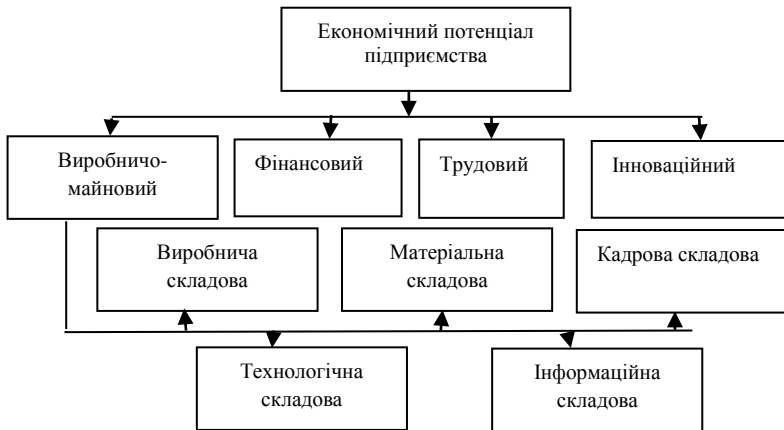 Економічний потенціал
підприємства
Виробничо-
майновий
Фінансовий
Трудовий
Інноваційний
Виробнича
складова
Матеріальна
складова
Кадрова складова
Технологічна
складова
Інформаційна
складова